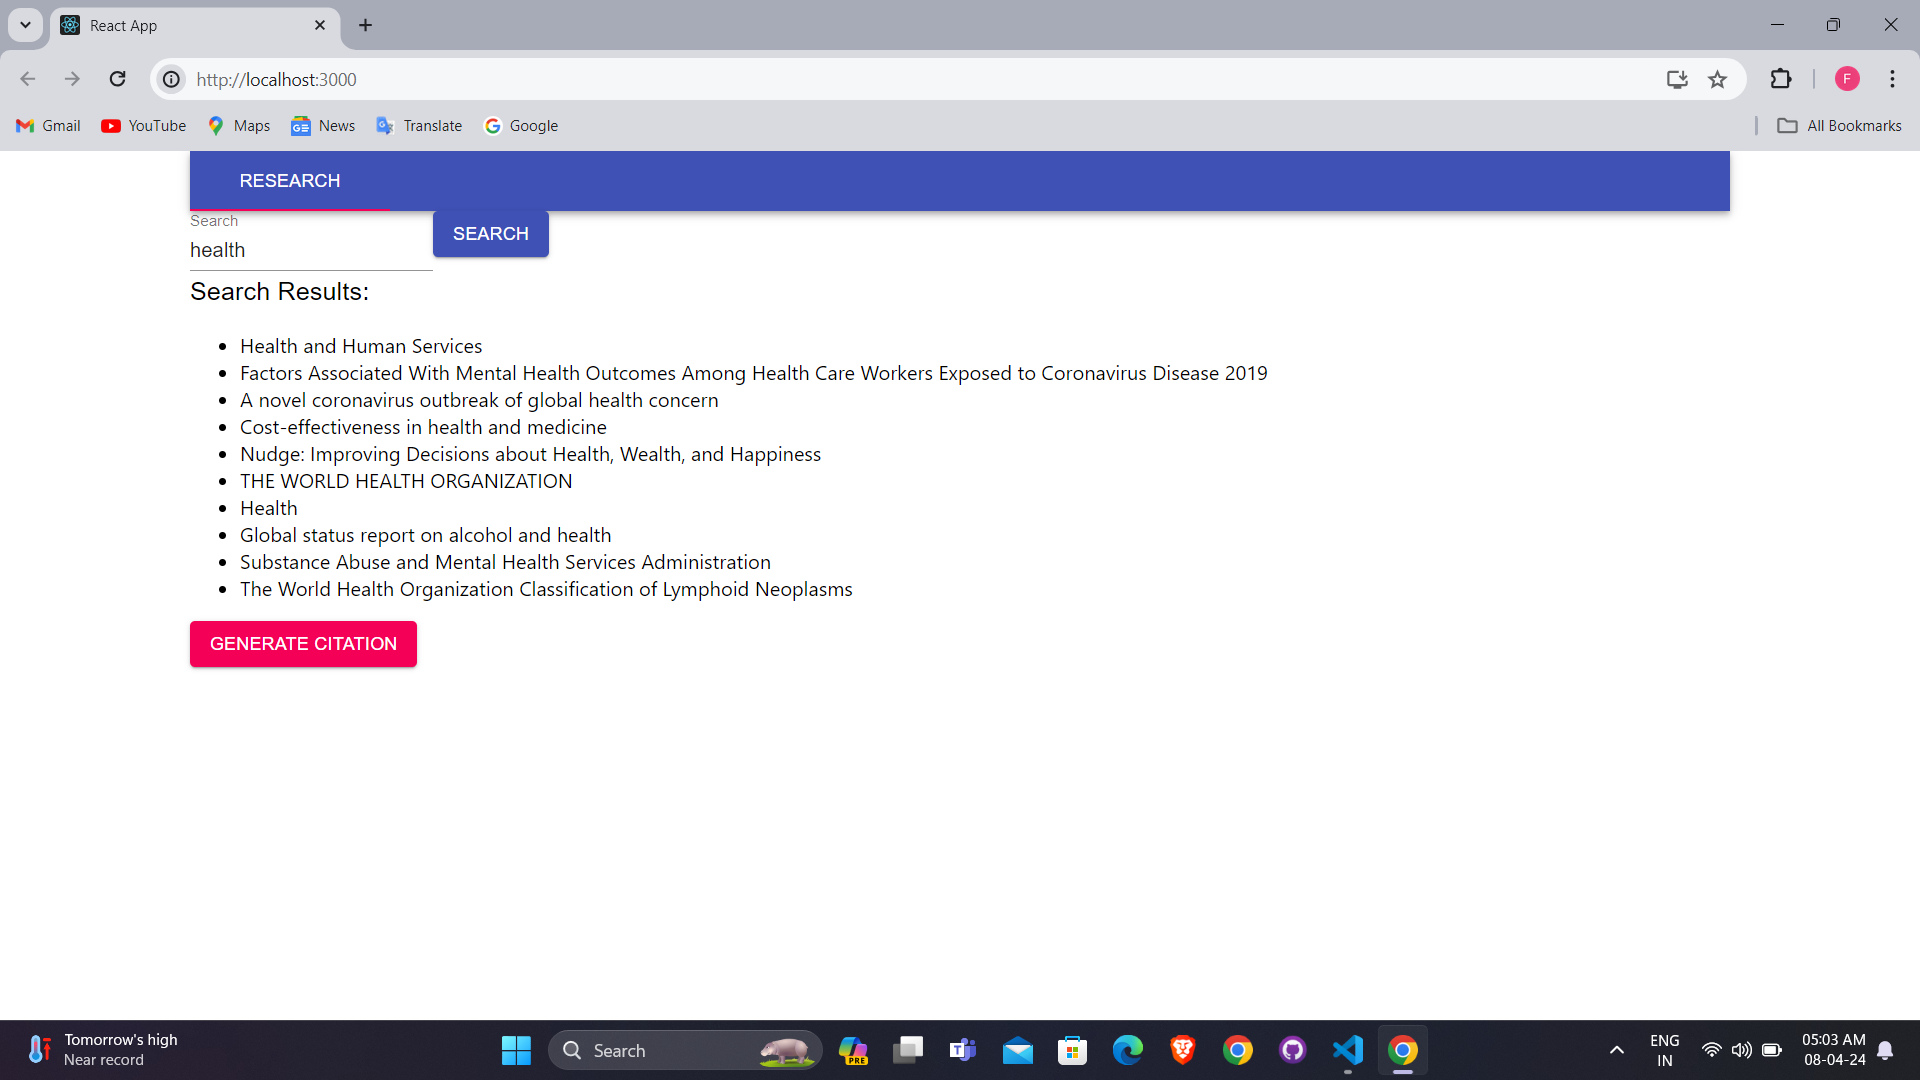 React App
http://localhost:3000
F
Gmail
YouTube
Maps
News
Translate
Google
All Bookmarks
RESEARCH
Search
health
SEARCH
Search Results:
Health and Human Services
Factors Associated With Mental Health Outcomes Among Health Care Workers Exposed to Coronavirus Disease 2019
A novel coronavirus outbreak of global health concern
Cost-effectiveness in health and medicine
Nudge: Improving Decisions about Health, Wealth, and Happiness
THE WORLD HEALTH ORGANIZATION
Health
Global status report on alcohol and health
Substance Abuse and Mental Health Services Administration
The World Health Organization Classification of Lymphoid Neoplasms
GENERATE CITATION
Tomorrow's high
Near record
Search
PRE
ENG
IN
05:03 AM
08-04-24